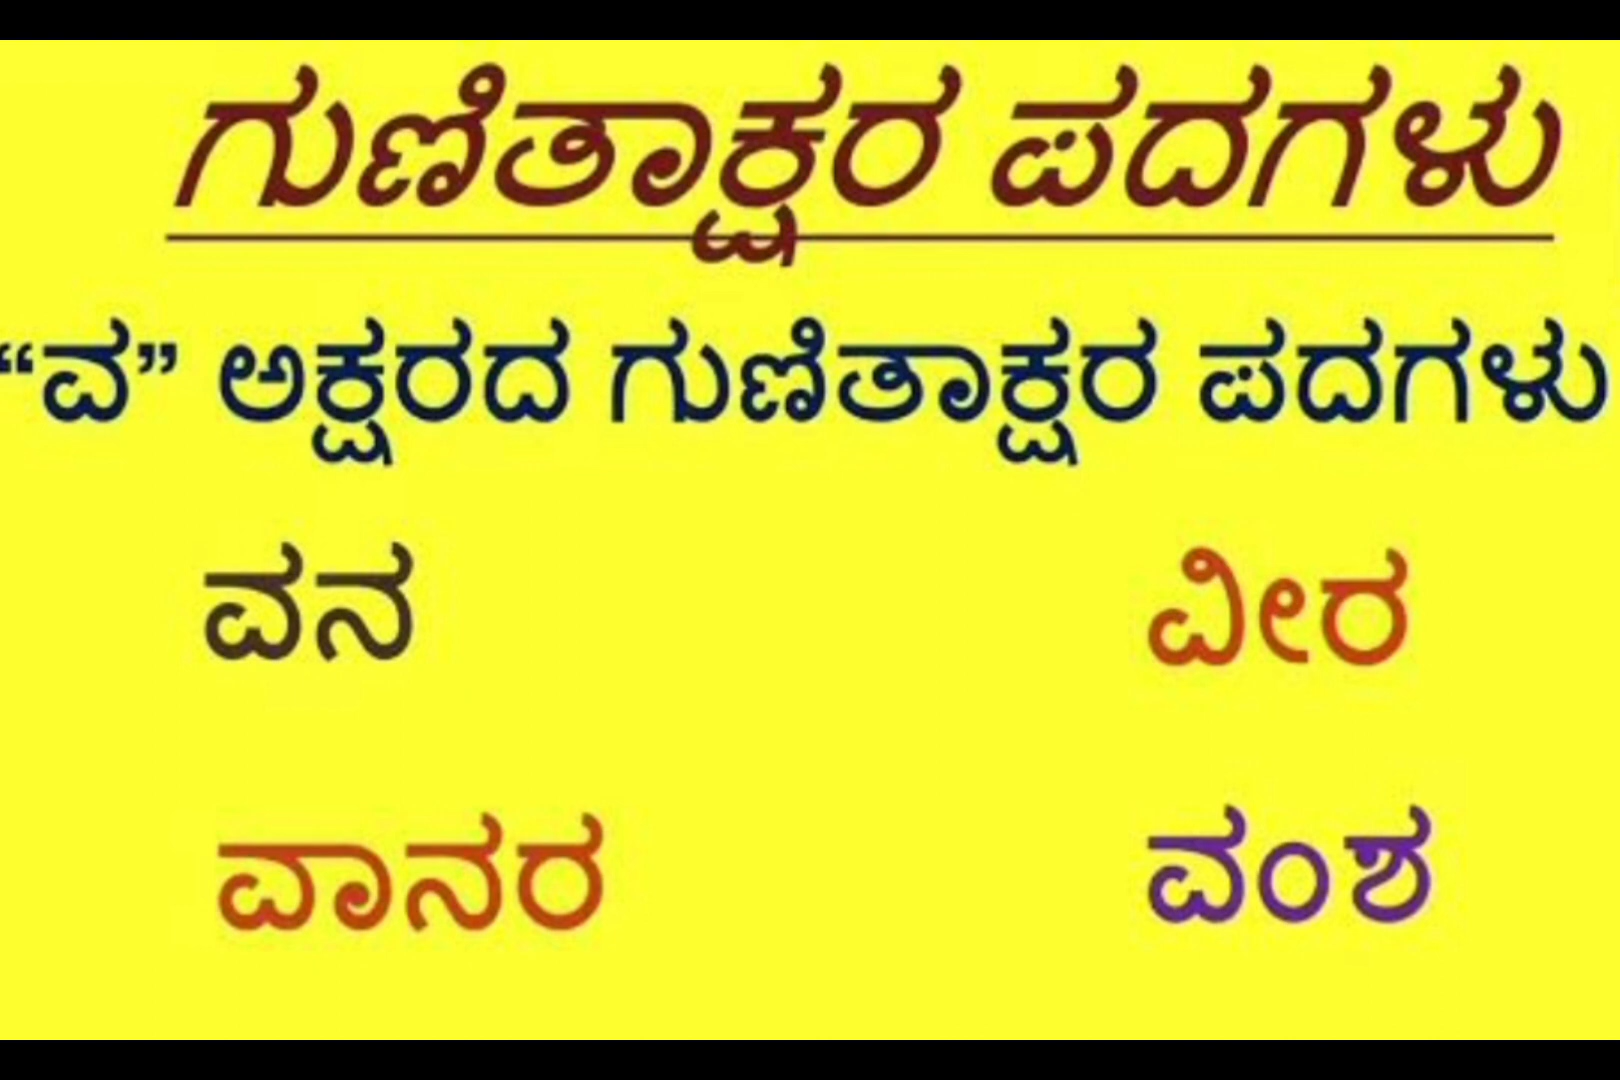 ಗುಣಿತಾಕ್ಷರ ಪದಗಳು
“ವ” ಅಕ್ಷರದ ಗುಣಿತಾಕ್ಷರ ಪದಗಳು
ವನ ವೀರ
ವಾನರ ವಂಶ